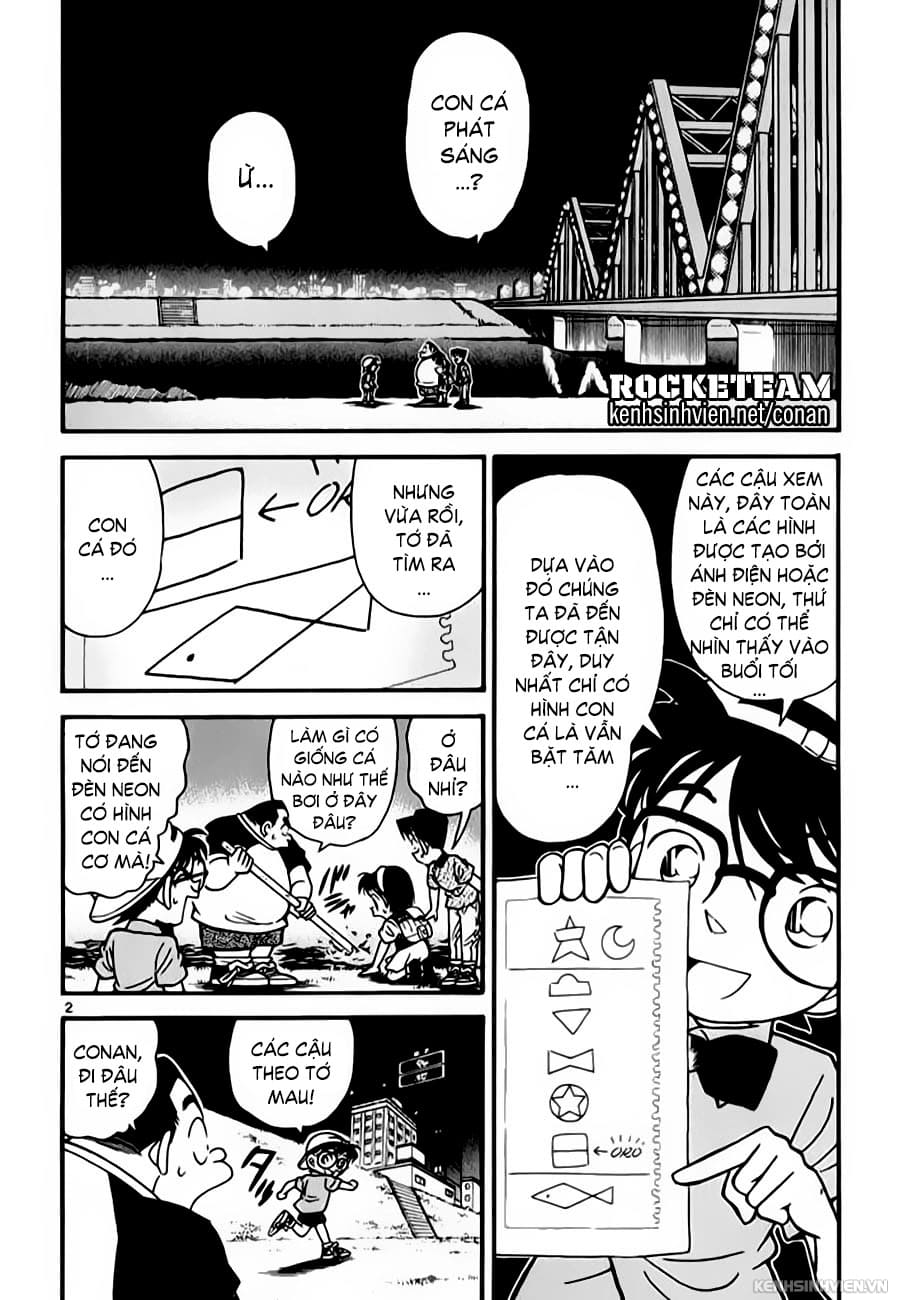 CON CÁ
PHÁT
SÁNG
...?
Ừ...
ROCKETEAM
kenhsinhvien.net/conan
CÁC CẬU XEM
NÀY, ĐÂY TOÀN
LÀ CÁC HÌNH
ĐƯỢC TẠO BỞI
ÁNH ĐIỆN HOẶC
ĐÈN NEON, THỨ
CHỈ CÓ THỂ
NHÌN THẤY VÀO
BUỔI TỐI
...
DỰA VÀO
ĐÓ CHÚNG
TA ĐÃ ĐẾN
ĐƯỢC TẬN
ĐÂY, DUY
NHẤT CHỈ CÓ
HÌNH CON
CÁ LÀ VẪN
BẶT TĂM
...
←ORO
NHƯNG
VỪA RỒI,
TỚ ĐÃ
TÌM RA
...
CON
CÁ ĐÓ
...
←ORO
Ở
ĐÂU
NHỈ?
LÀM GÌ CÓ
GIỐNG CÁ
NÀO NHƯ THẾ
BƠI Ở ĐÂY
ĐÂU?
TỚ ĐANG
NÓI ĐẾN
ĐÈN NEON
CÓ HÌNH
CON CÁ
CƠ MÀ!
2
CÁC CẬU
THEO TỚ
MAU!
CONAN,
ĐI ĐÂU
THẾ?
タッ
KENHSINHVIEN.VN